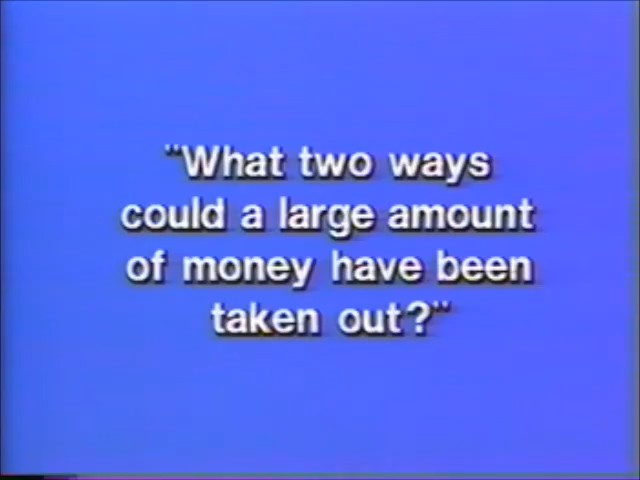 "What two ways
could a large amount
of money have been
taken out?"